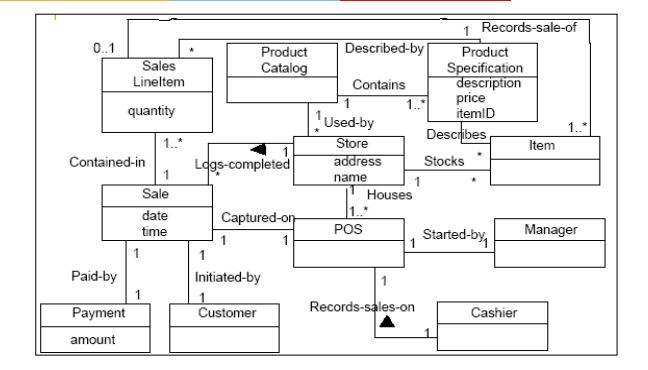 Records-sale-of
0..1
*
1
Described-by
Sales
LineItem
quantity
Product
Catalog
Product
Specification
description
price
itemID
Contains
1
1..*
1
Used-by
*
Describes
1..*
1..*
Contained-in
1
Logs-completed
1
*
Store
address
name
Stocks
1
*
*
Item
Sale
date
time
Captured-on
1
1
1
Houses
1..*
POS
Started-by
1
1
Manager
1
Paid-by
1
1
Initiated-by
1
Payment
amount
Customer
1
Records-sales-on
1
Cashier